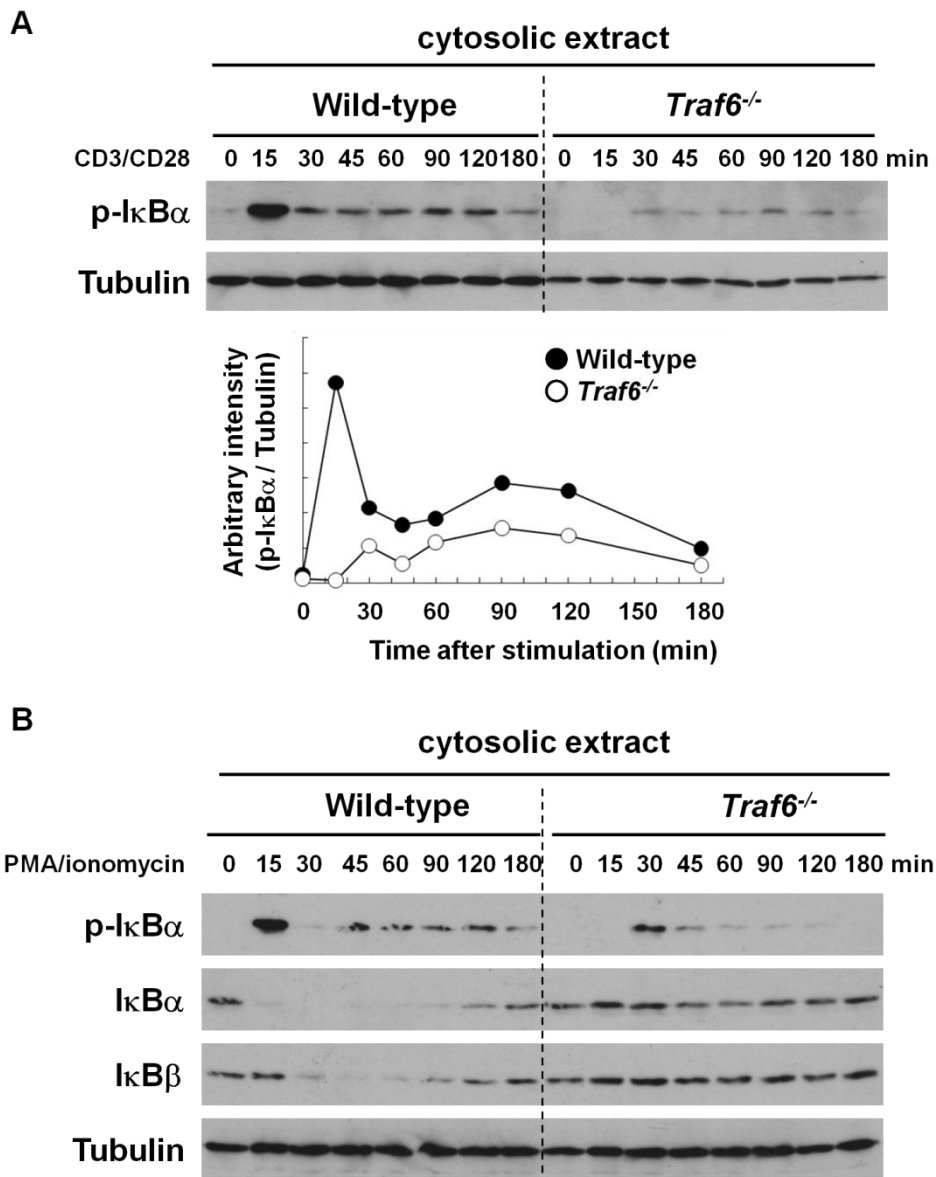 A
cytosolic extract
Wild-type Traf6-/-
CD3/CD28 0 15 30 45 60 90 120 180 0 15 30 45 60 90 120 180 min
p-IκBα
Tubulin
Arbitrary intensity
(p-IκBα / Tubulin)
Wild-type
Traf6-/-
0 30 60 90 120 150 180
Time after stimulation (min)
B
cytosolic extract
Wild-type Traf6-/-
PMA/ionomycin 0 15 30 45 60 90 120 180 0 15 30 45 60 90 120 180 min
p-IκBα
IκBα
IκBβ
Tubulin